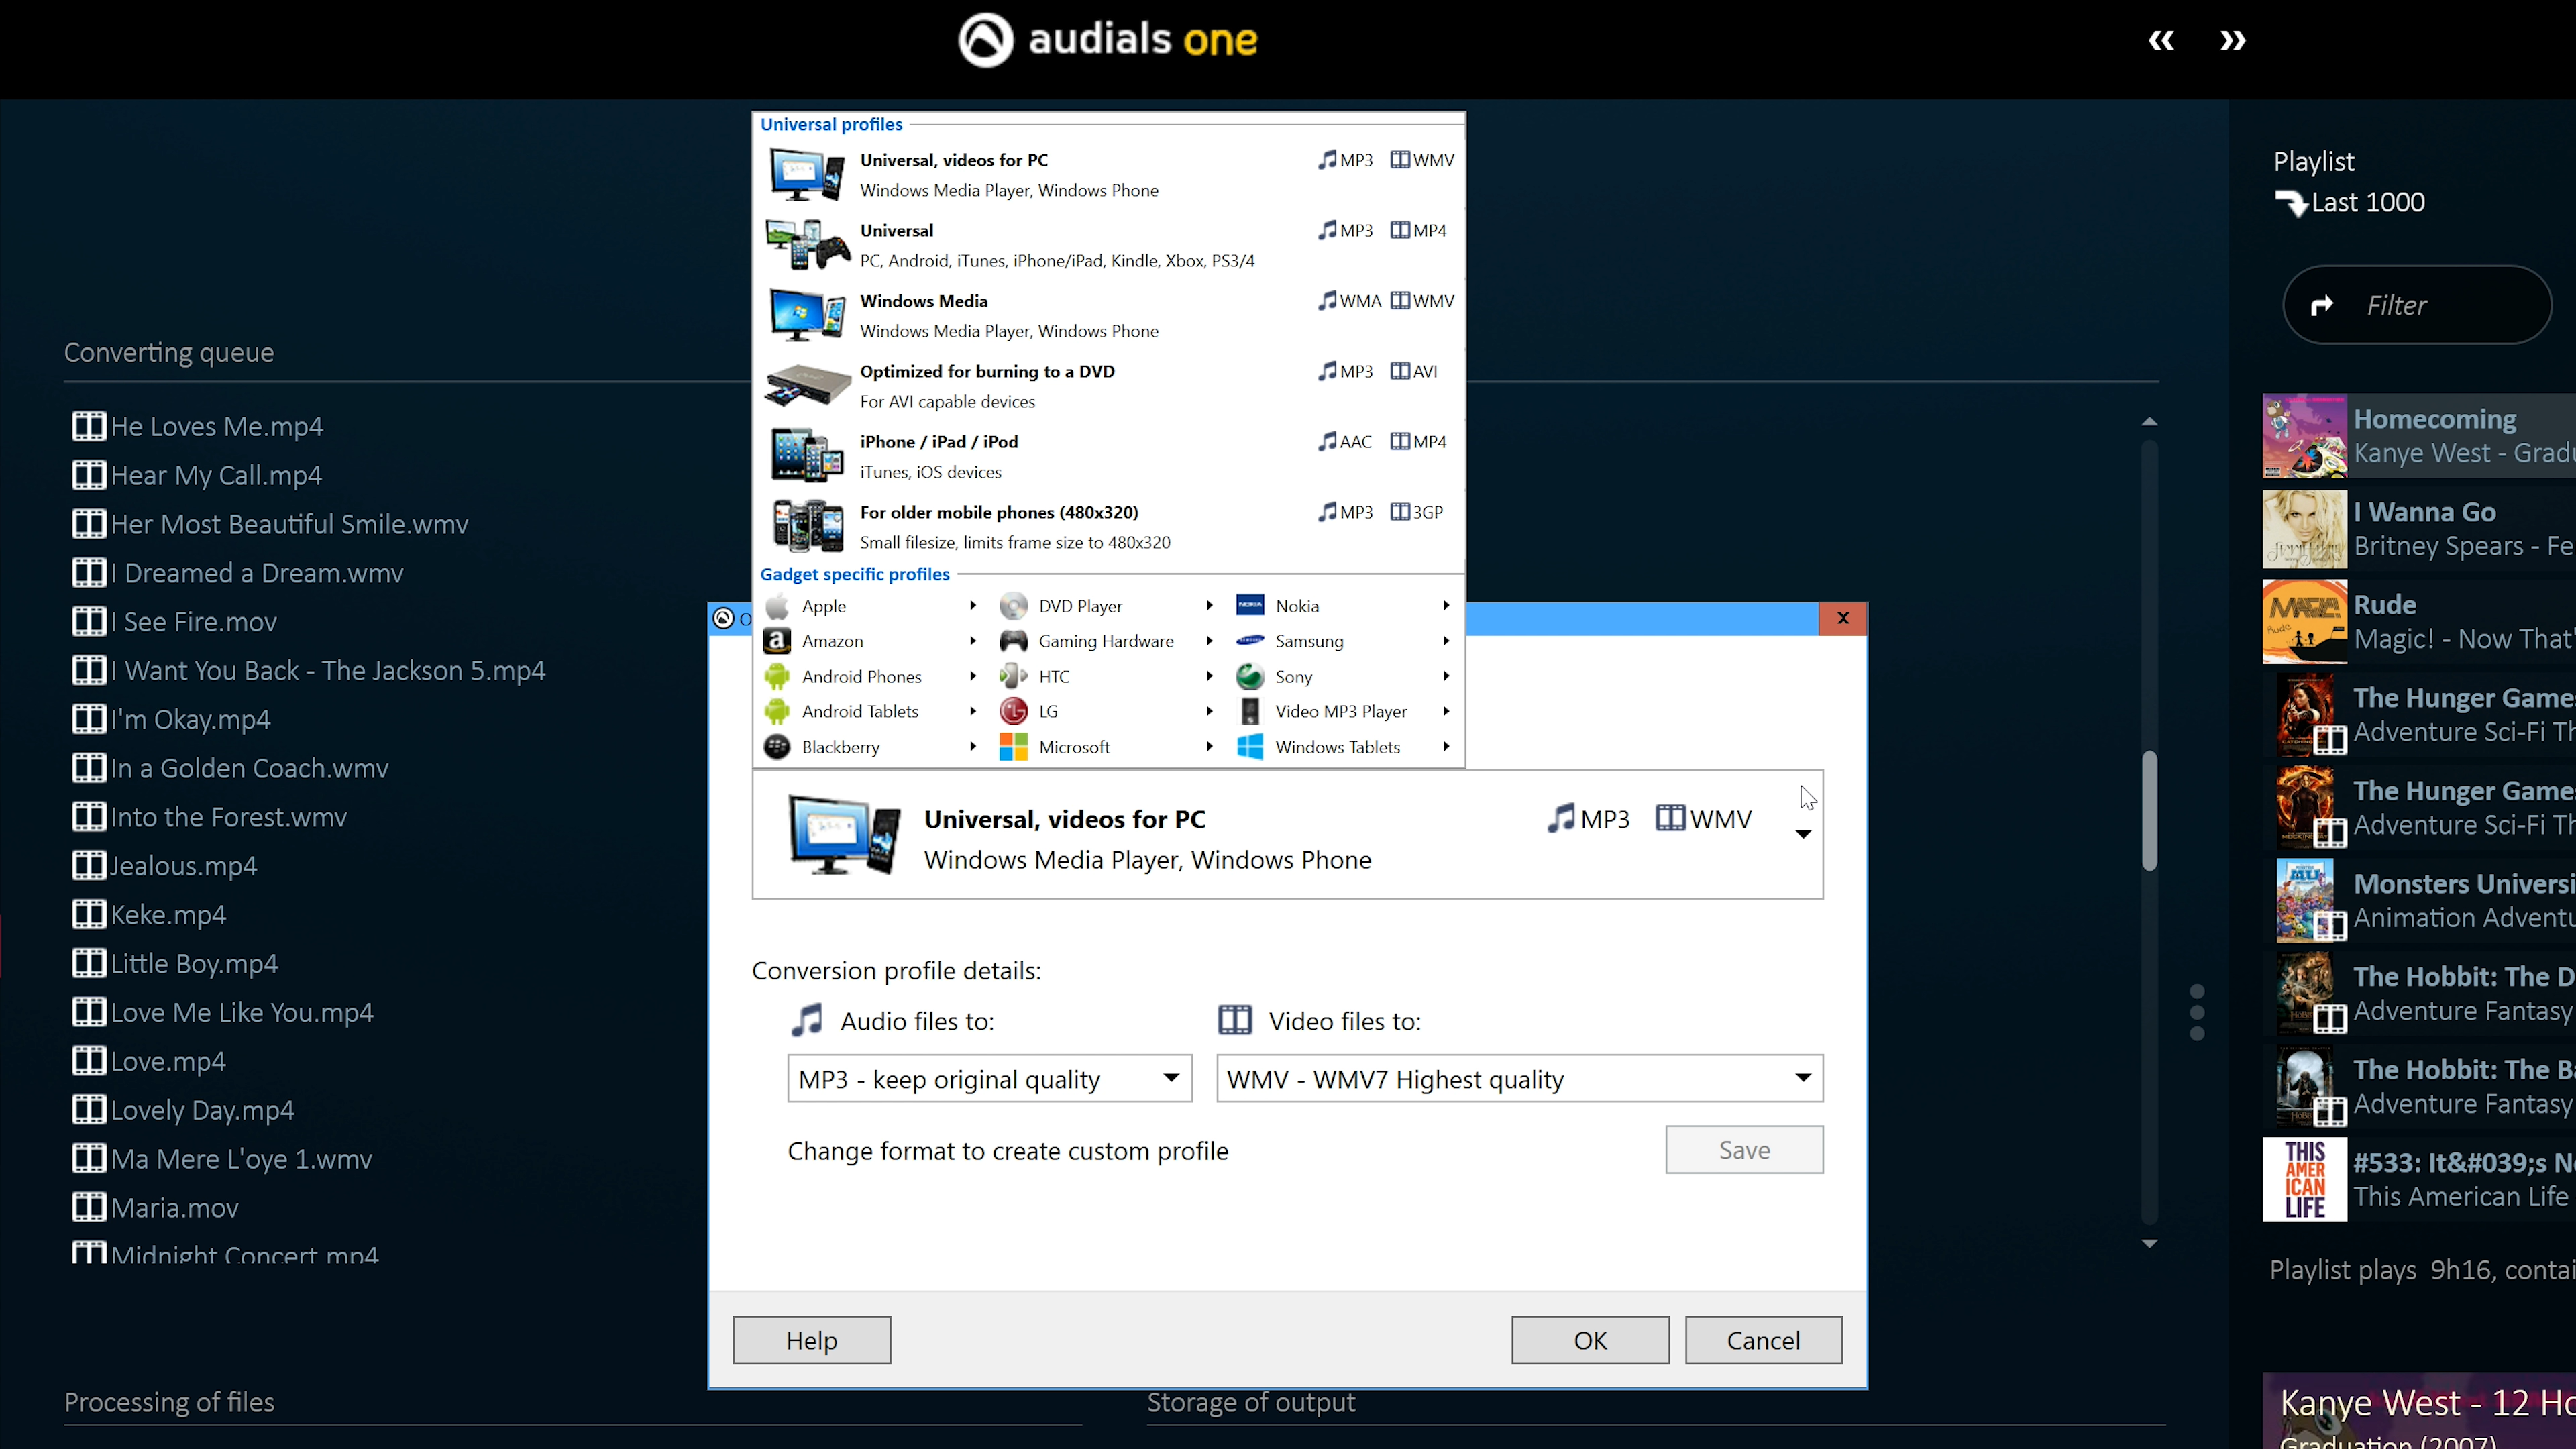 audials one
Universal profiles
Universal, videos for PC
MP3 WMV
Windows Media Player, Windows Phone
Universal
MP3 MP4
PC, Android, iTunes, iPhone/iPad, Kindle, Xbox, PS3/4
Windows Media
WMA WMV
Windows Media Player, Windows Phone
Optimized for burning to a DVD
MP3 AVI
For AVI capable devices
iPhone / iPad / iPod
AAC MP4
iTunes, iOS devices
For older mobile phones (480x320)
MP3 3GP
Small filesize, limits frame size to 480x320
Gadget specific profiles
Apple DVD Player Nokia
Amazon Gaming Hardware Samsung
Android Phones HTC Sony
Android Tablets LG Video MP3 Player
Blackberry Microsoft Windows Tablets
Universal, videos for PC
MP3 WMV
Windows Media Player, Windows Phone
Conversion profile details:
Audio files to: Video files to:
MP3 - keep original quality WMV - WMV7 Highest quality
Change format to create custom profile Save
Help OK Cancel
Converting queue
He Loves Me.mp4
Hear My Call.mp4
Her Most Beautiful Smile.wmv
I Dreamed a Dream.wmv
I See Fire.mov
I Want You Back - The Jackson 5.mp4
I'm Okay.mp4
In a Golden Coach.wmv
Into the Forest.wmv
Jealous.mp4
Keke.mp4
Little Boy.mp4
Love Me Like You.mp4
Love.mp4
Lovely Day.mp4
Ma Mere L'oye 1.wmv
Maria.mov
Midnight Concert.mp4
Processing of files
Storage of output
Playlist
Last 1000
Filter
Homecoming
Kanye West - Gradu
I Wanna Go
Britney Spears - Fe
Rude
Magic! - Now That'
The Hunger Game
Adventure Sci-Fi Th
The Hunger Game
Adventure Sci-Fi Th
Monsters Universi
Animation Adventu
The Hobbit: The D
Adventure Fantasy
The Hobbit: The Ba
Adventure Fantasy
THIS
AMER
ICAN
LIFE
#533: It&#039;s No
This American Life
Playlist plays 9h16, contai
Kanye West - 12 Ho
Graduation (2007)